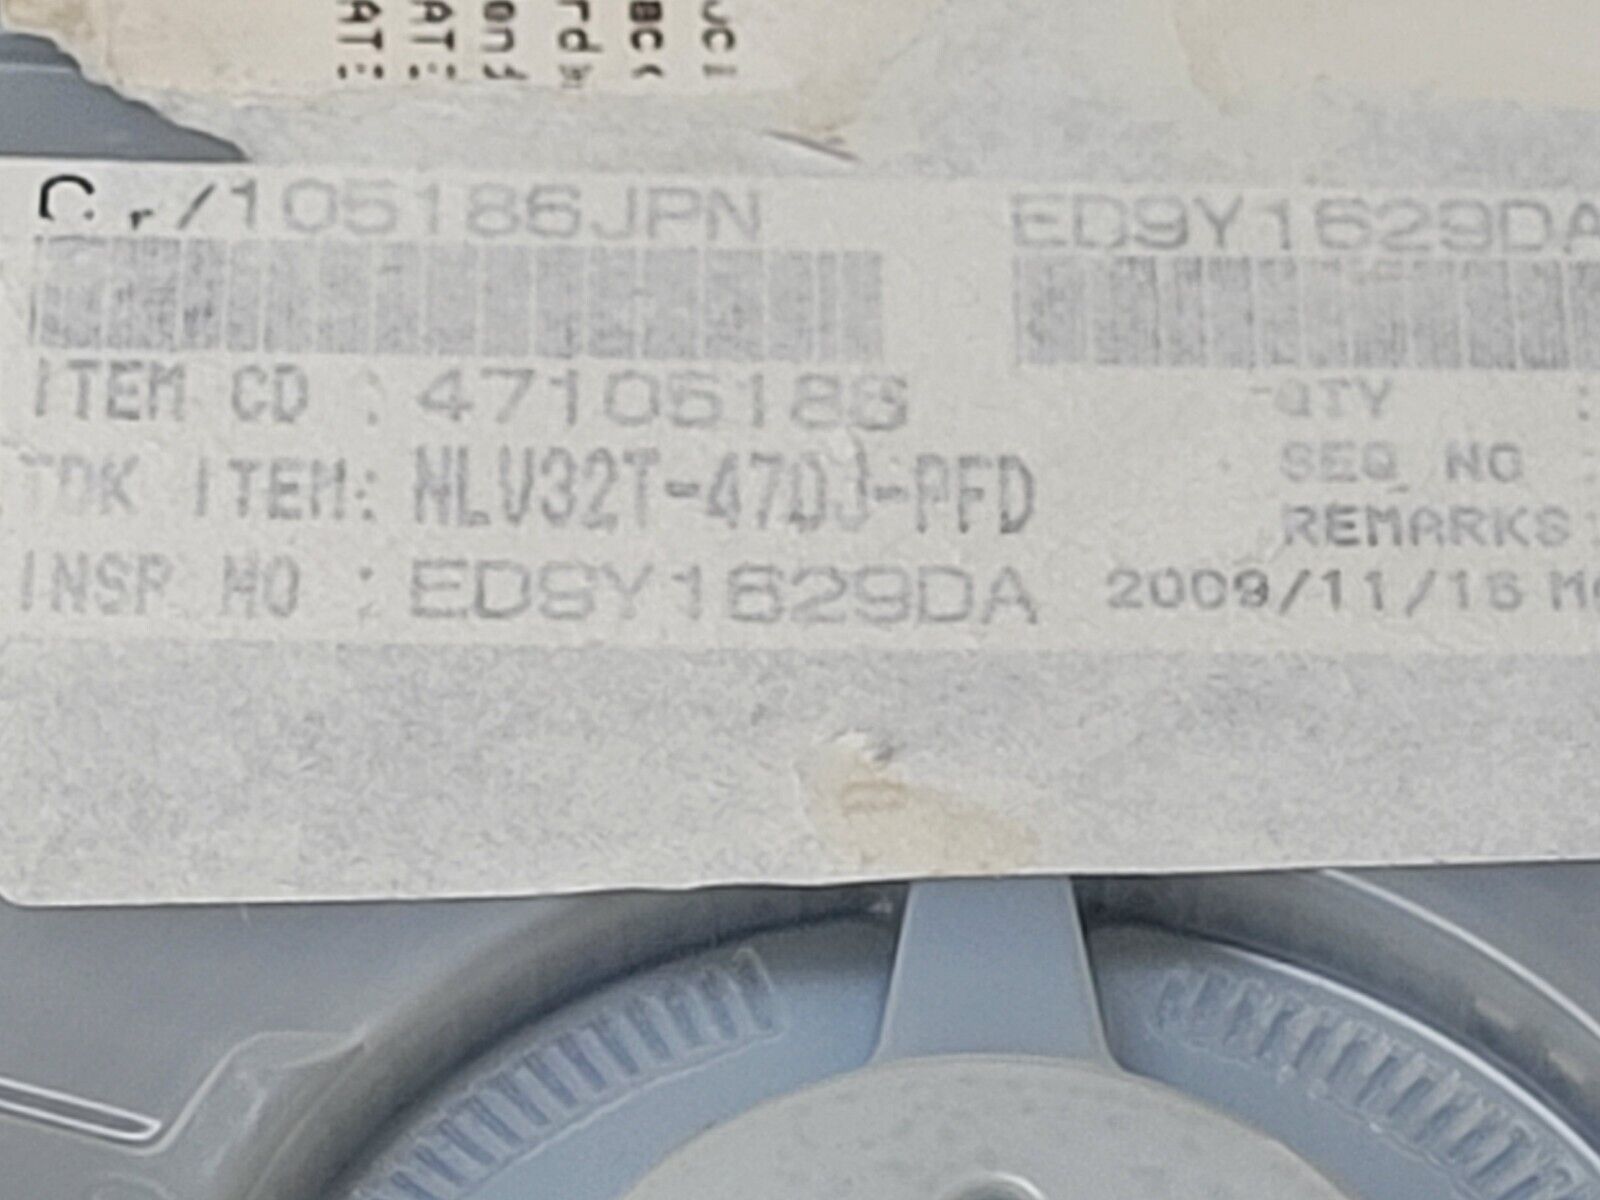 /105186JPN ED9Y1629DA
ITEM CD : 47105186 QTY :
TDK ITEM: NLV32T-470J-PFD SEQ NO :
REMARKS :
INSP NO : ED9Y1629DA 2009/11/16